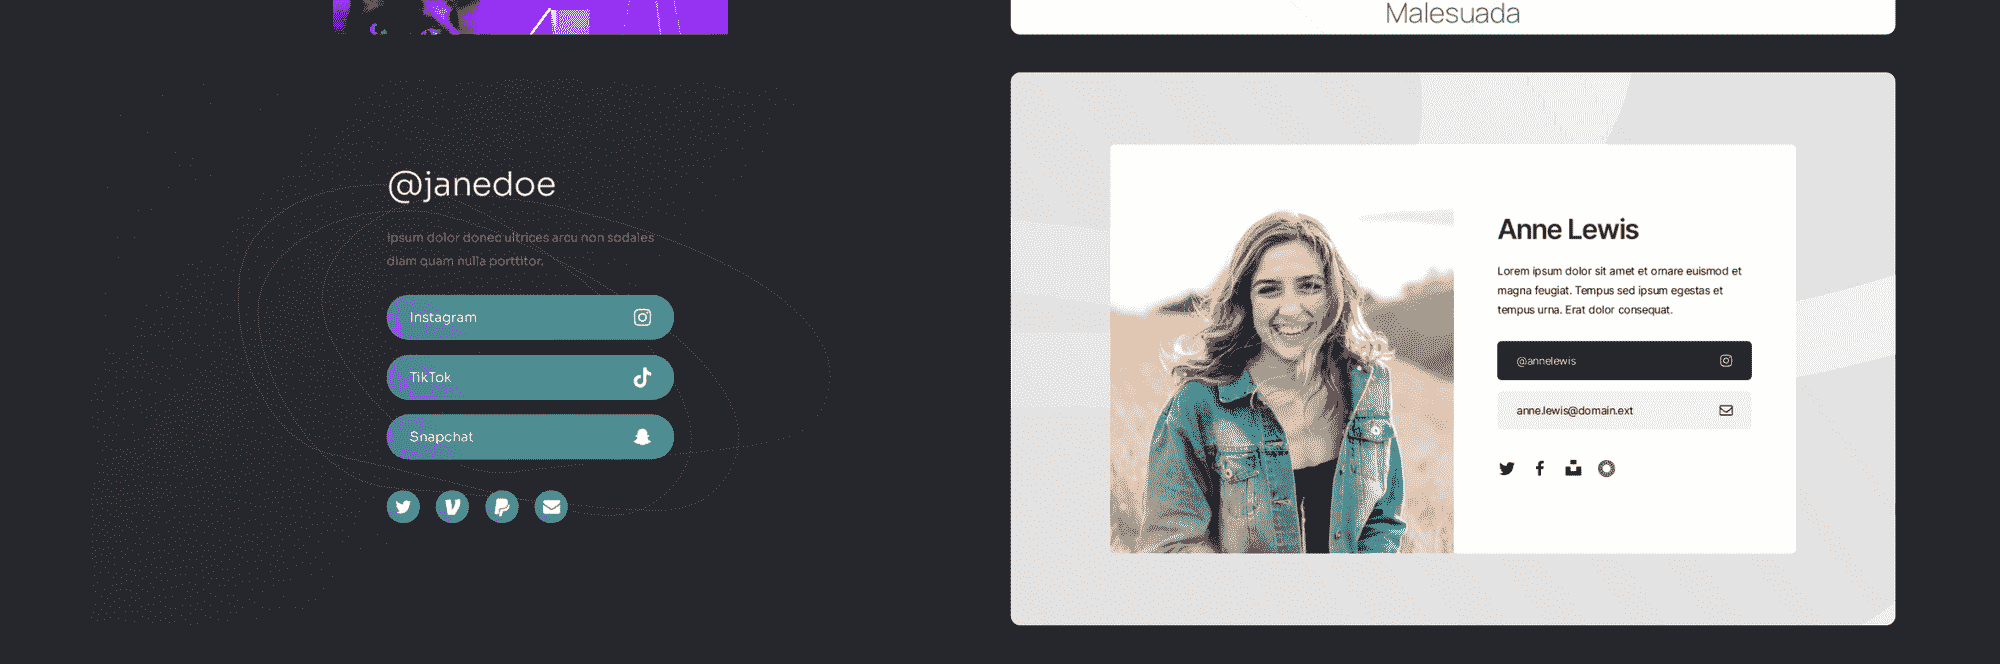 Malesuada
@janedoe
Ipsum dolor donec ultrices arcu non sodales
diam quam nulla porttitor.
Instagram
TikTok
Snapchat
Anne Lewis
Lorem ipsum dolor sit amet et ornare euismod et
magna feugiat. Tempus sed ipsum egestas et
tempus urna. Erat dolor consequat.
@annelewis
anne.lewis@domain.ext